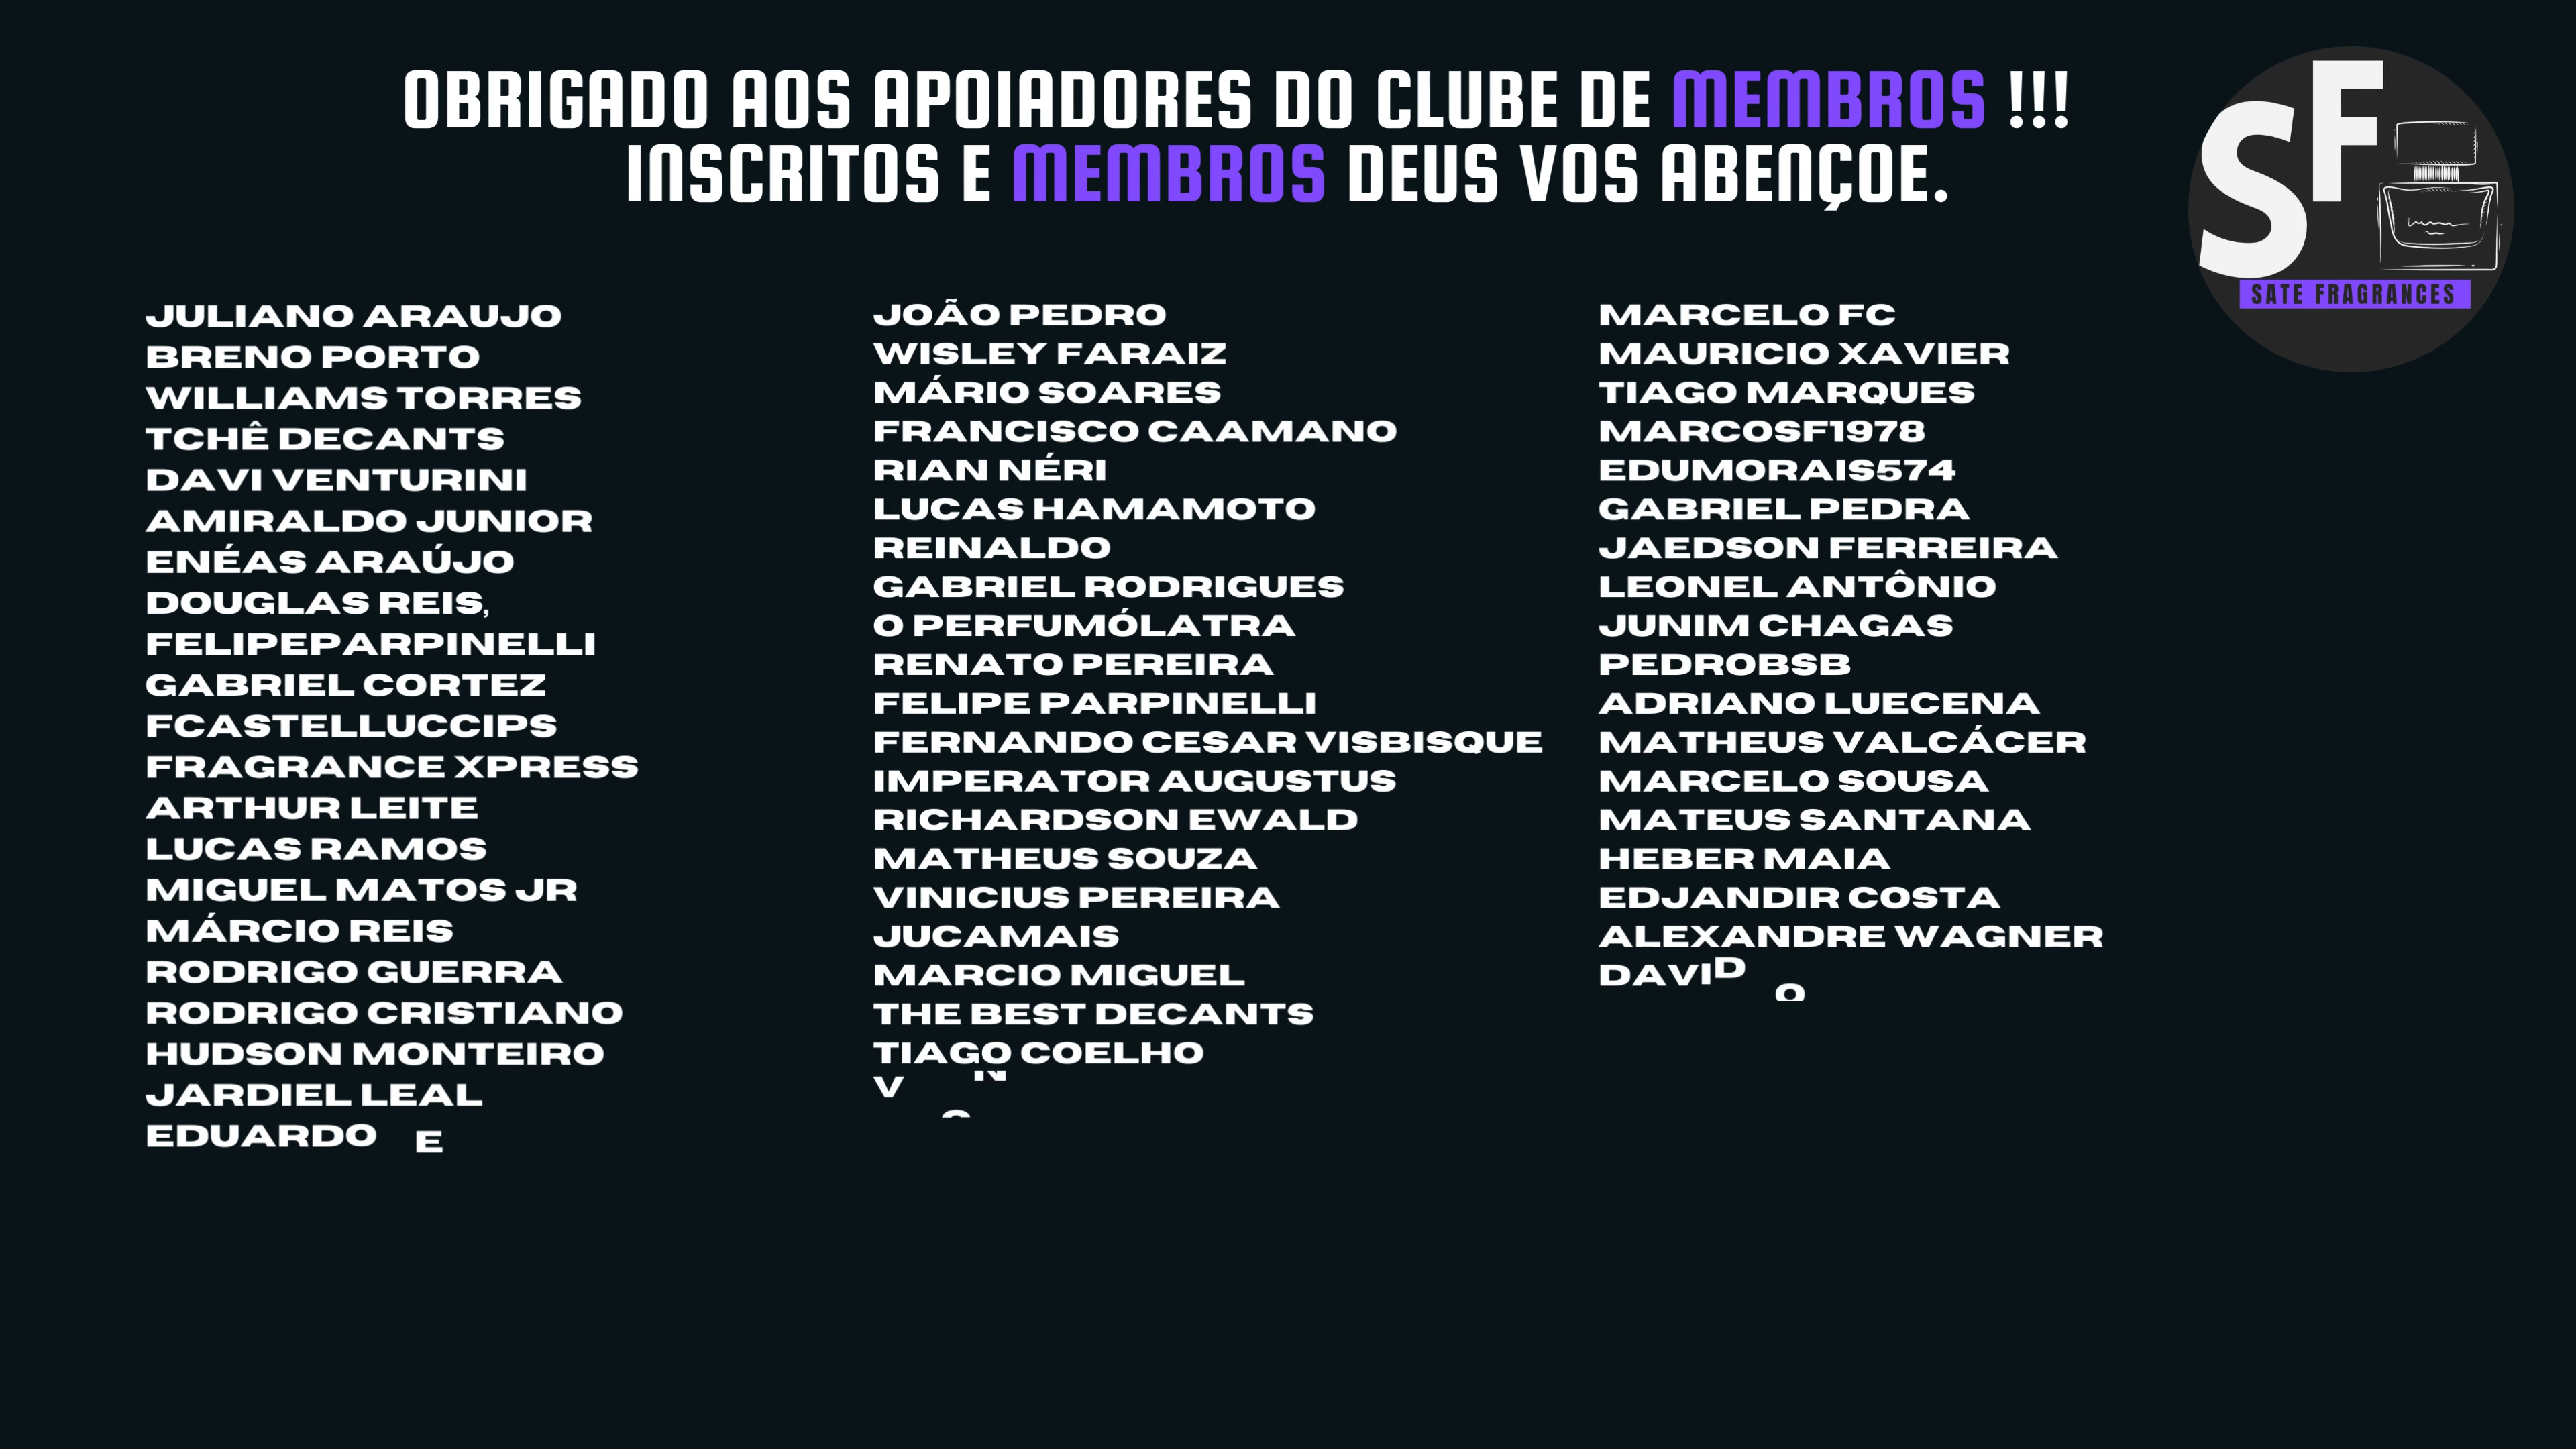 OBRIGADO AOS APOIADORES DO CLUBE DE MEMBROS !!!
INSCRITOS E MEMBROS DEUS VOS ABENÇOE.
SF
SATE FRAGRANCES
JULIANO ARAUJO
BRENO PORTO
WILLIAMS TORRES
TCHÊ DECANTS
DAVI VENTURINI
AMIRALDO JUNIOR
ENÉAS ARAÚJO
DOUGLAS REIS,
FELIPEPARPINELLI
GABRIEL CORTEZ
FCASTELLUCCIPS
FRAGRANCE XPRESS
ARTHUR LEITE
LUCAS RAMOS
MIGUEL MATOS JR
MÁRCIO REIS
RODRIGO GUERRA
RODRIGO CRISTIANO
HUDSON MONTEIRO
JARDIEL LEAL
EDUARDO
JOÃO PEDRO
WISLEY FARAIZ
MÁRIO SOARES
FRANCISCO CAAMANO
RIAN NÉRI
LUCAS HAMAMOTO
REINALDO
GABRIEL RODRIGUES
O PERFUMÓLATRA
RENATO PEREIRA
FELIPE PARPINELLI
FERNANDO CESAR VISBISQUE
IMPERATOR AUGUSTUS
RICHARDSON EWALD
MATHEUS SOUZA
VINICIUS PEREIRA
JUCAMAIS
MARCIO MIGUEL
THE BEST DECANTS
TIAGO COELHO
MARCELO FC
MAURICIO XAVIER
TIAGO MARQUES
MARCOSF1978
EDUMORAIS574
GABRIEL PEDRA
JAEDSON FERREIRA
LEONEL ANTÔNIO
JUNIM CHAGAS
PEDROBSB
ADRIANO LUECENA
MATHEUS VALCÁCER
MARCELO SOUSA
MATEUS SANTANA
HEBER MAIA
EDJANDIR COSTA
ALEXANDRE WAGNER
DAVID